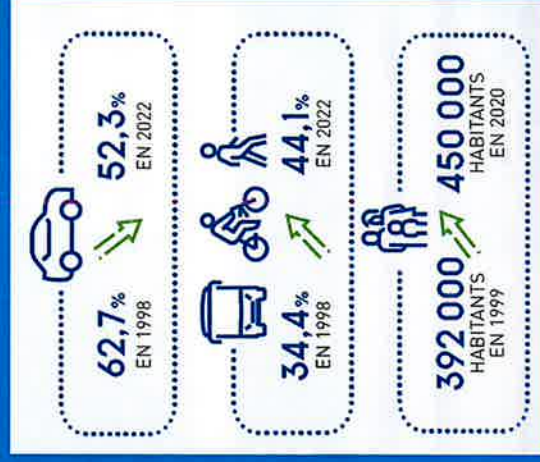 62,7%
EN 1998
52,3%
EN 2022
34,4%
EN 1998
44,1%
EN 2022
392 000
HABITANTS
EN 1999
450 000
HABITANTS
EN 2020